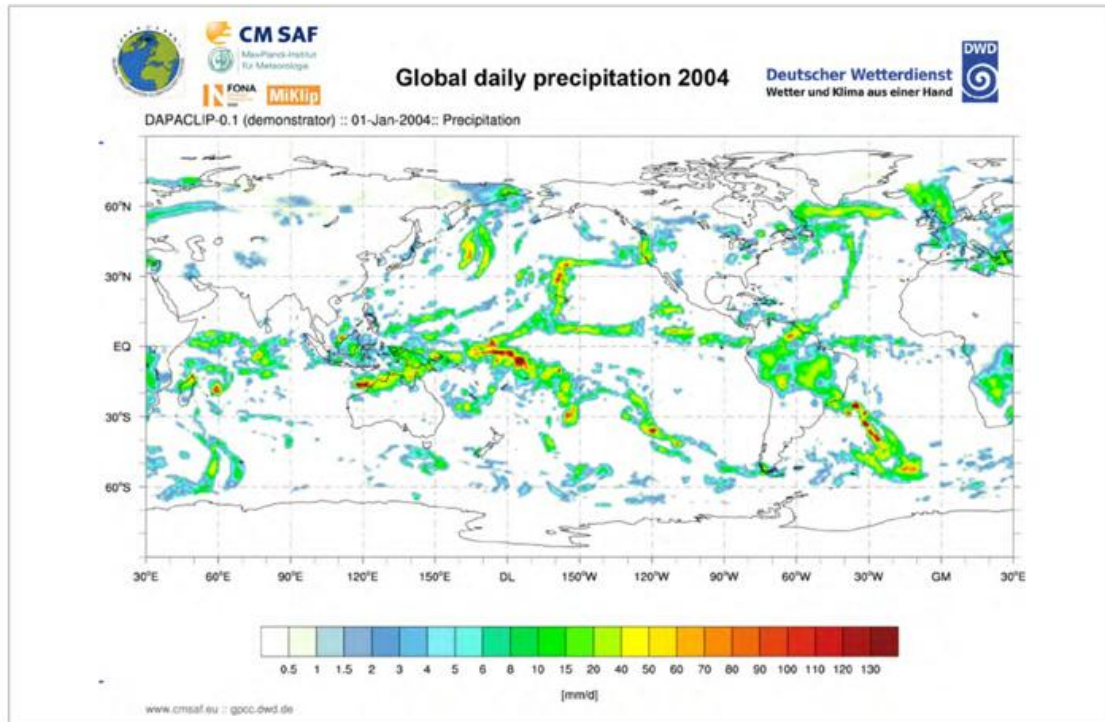 CM SAF
Max-Planck-Institut
für Meteorologie
FONA
MiKlip
Global daily precipitation 2004
DWD
Deutscher Wetterdienst
Wetter und Klima aus einer Hand
DAPACLIP-0.1 (demonstrator) :: 01-Jan-2004:: Precipitation
60°N
30°N
EQ
30°S
60°S
30°E 60°E 90°E 120°E 150°E DL 150°W 120°W 90°W 60°W 30°W GM 30°E
0.5 1 1.5 2 3 4 5 6 8 10 15 20 40 50 60 70 80 90 100 110 120 130
[mm/d]
www.cmsaf.eu :: gpcc.dwd.de